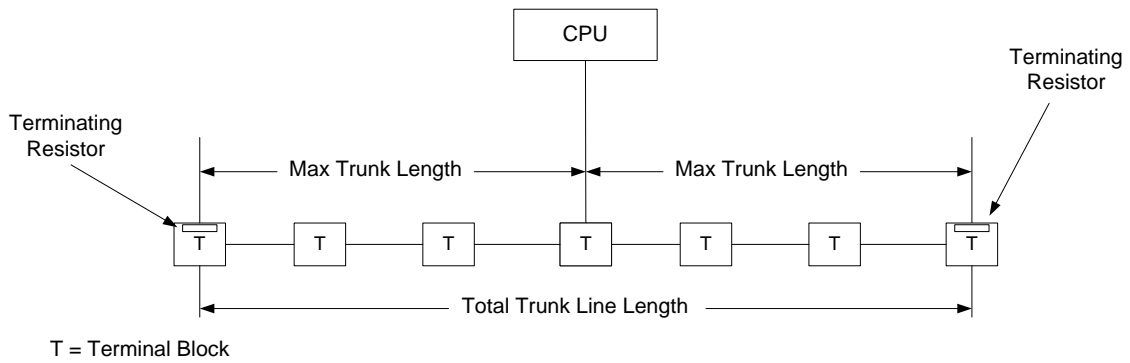 CPU
Terminating
Resistor
Terminating
Resistor
Max Trunk Length
Max Trunk Length
T
T
T
T
T
T
T
Total Trunk Line Length
T = Terminal Block